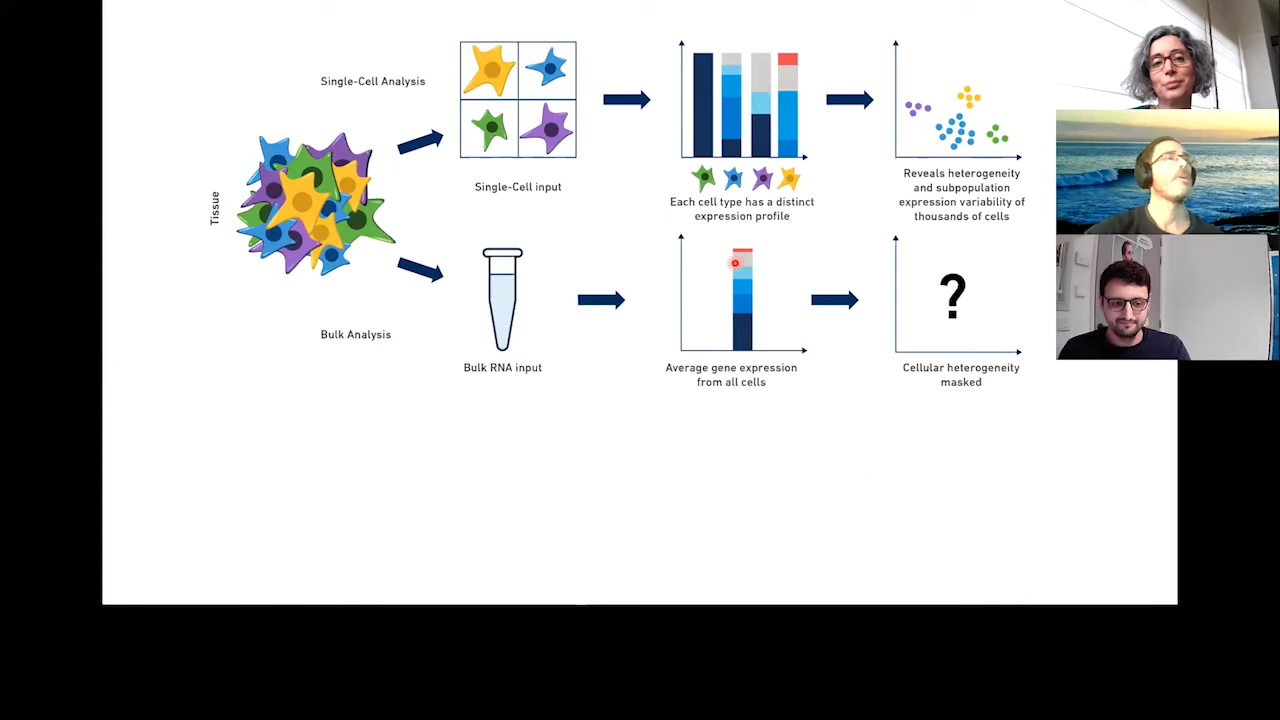 Single-Cell Analysis
Single-Cell input
Each cell type has a distinct
expression profile
Reveals heterogeneity
and subpopulation
expression variability of
thousands of cells
Tissue
Bulk Analysis
Bulk RNA input
Average gene expression
from all cells
?
Cellular heterogeneity
masked